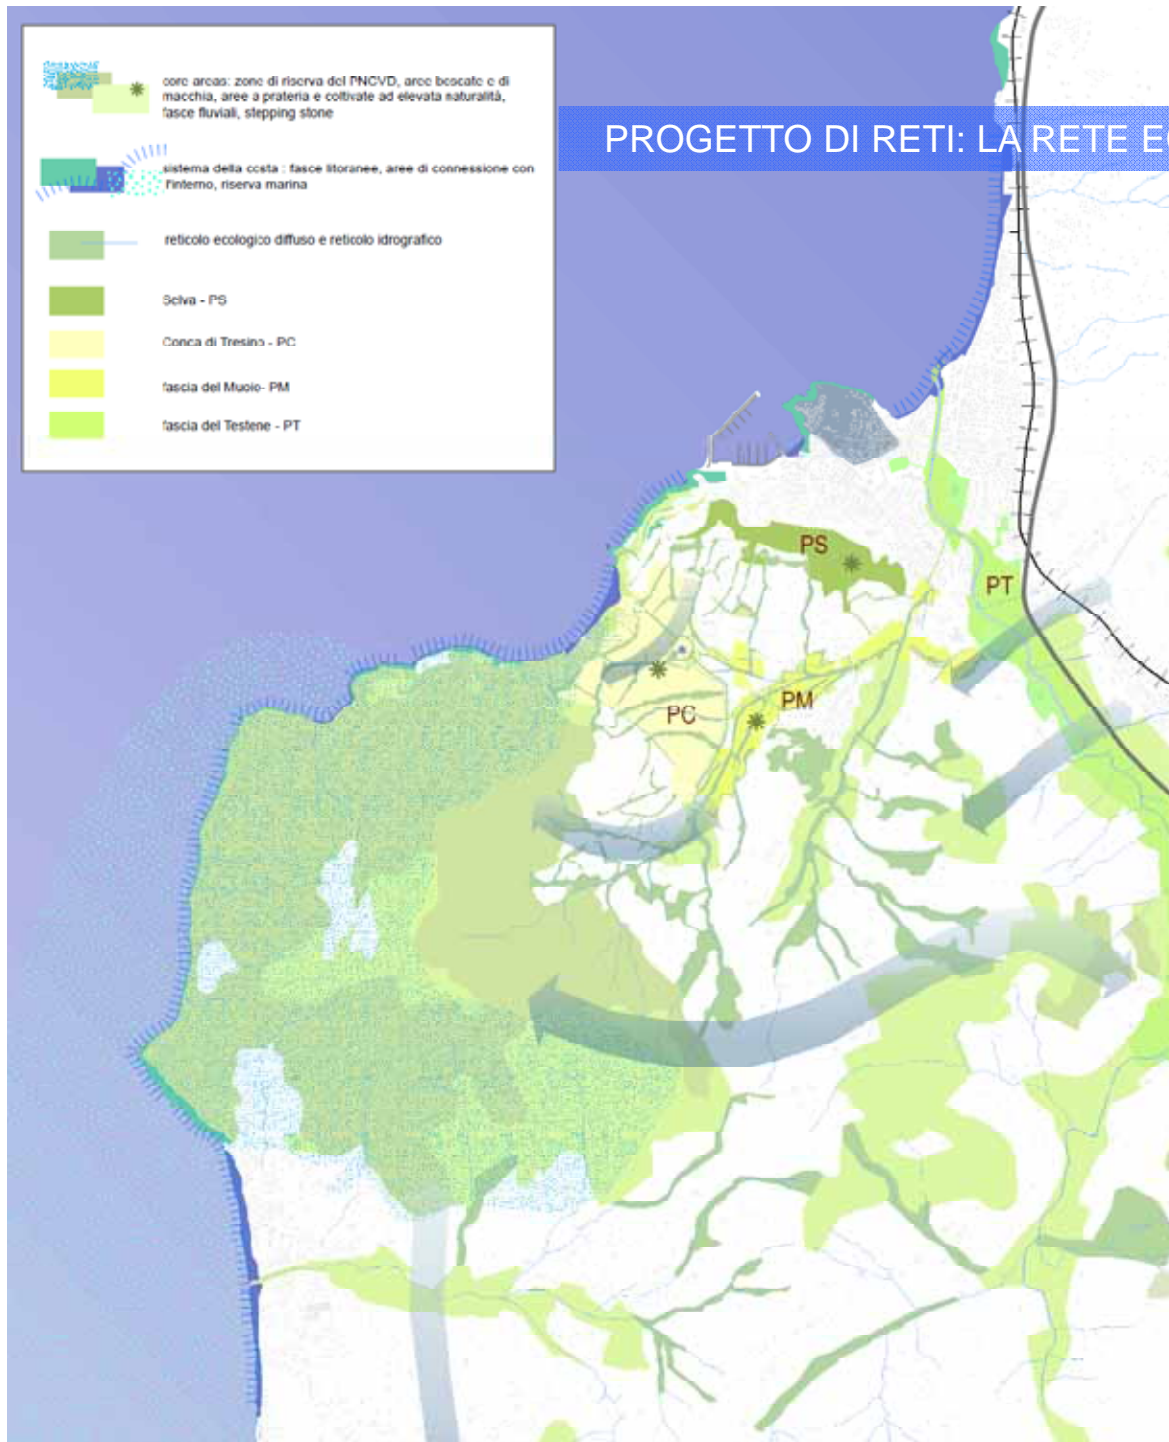 core areas: zone di riserva del PNCVD, aree boscate e di
macchia, aree a prateria e coltivate ad elevata naturalità,
fasce fluviali, stepping stone
PROGETTO DI RETI: LA RETE E
sistema della costa : fasce litoranee, aree di connessione con
l'interno, riserva marina
reticolo ecologico diffuso e reticolo idrografico
Selva - PS
Conca di Tresino - PC
fascia del Muoio- PM
fascia del Testene - PT
PS
PT
PM
PC